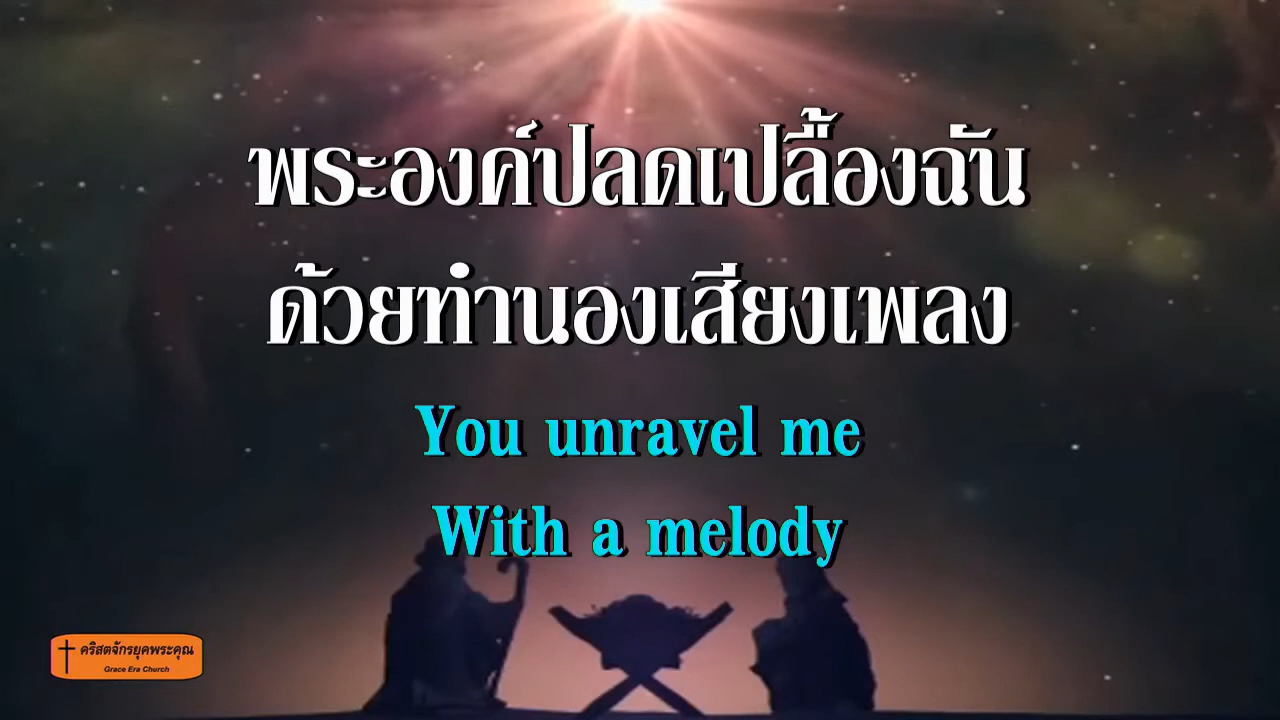 พระองค์ปลดเปลื้องฉัน
ด้วยทำนองเสียงเพลง
You unravel me
With a melody
คริสตจักรยุคพระคุณ
Grace Era Church